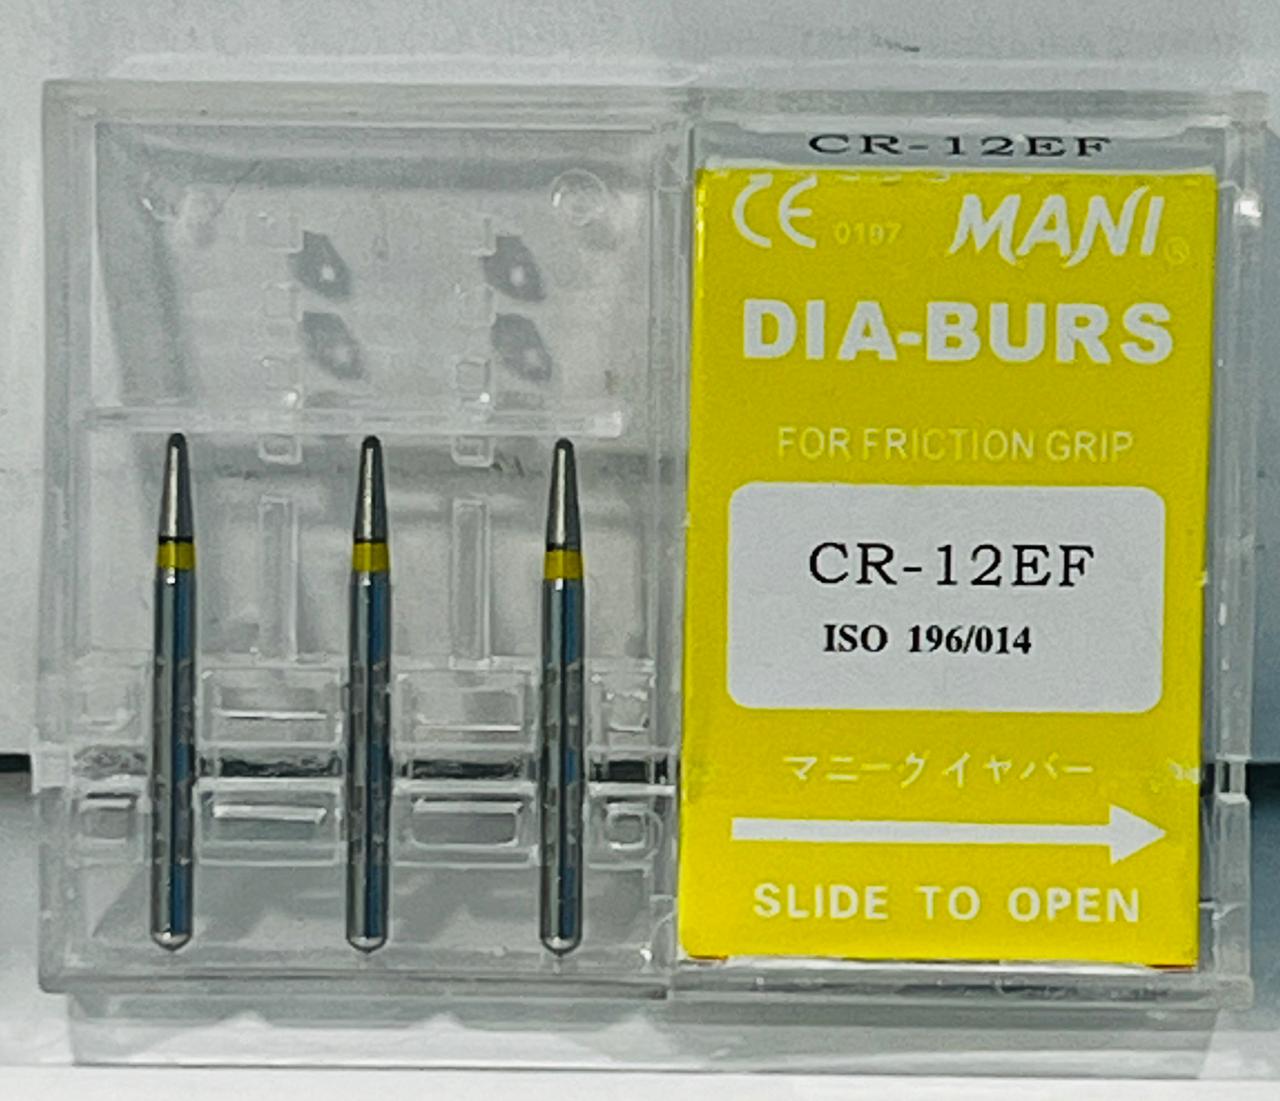 CR-12EF
CE 0197 MANI®
DIA-BURS
FOR FRICTION GRIP
CR-12EF
ISO 196/014
マニーグイヤバー
SLIDE TO OPEN